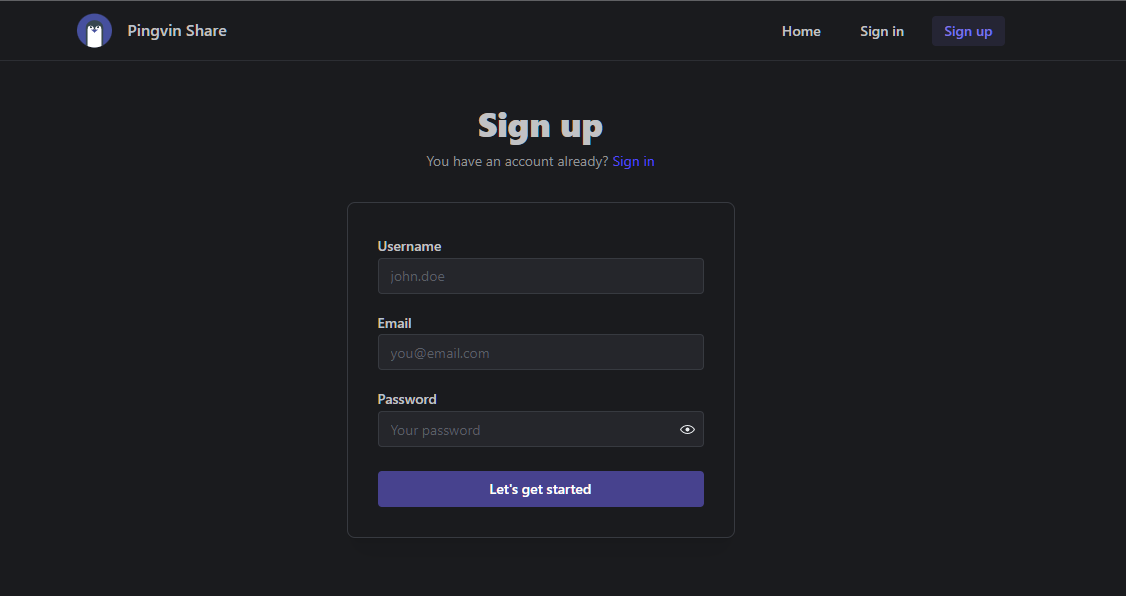 Pingvin Share Home Sign in Sign up
Sign up
You have an account already? Sign in
Username
john.doe
Email
you@email.com
Password
Your password
Let's get started